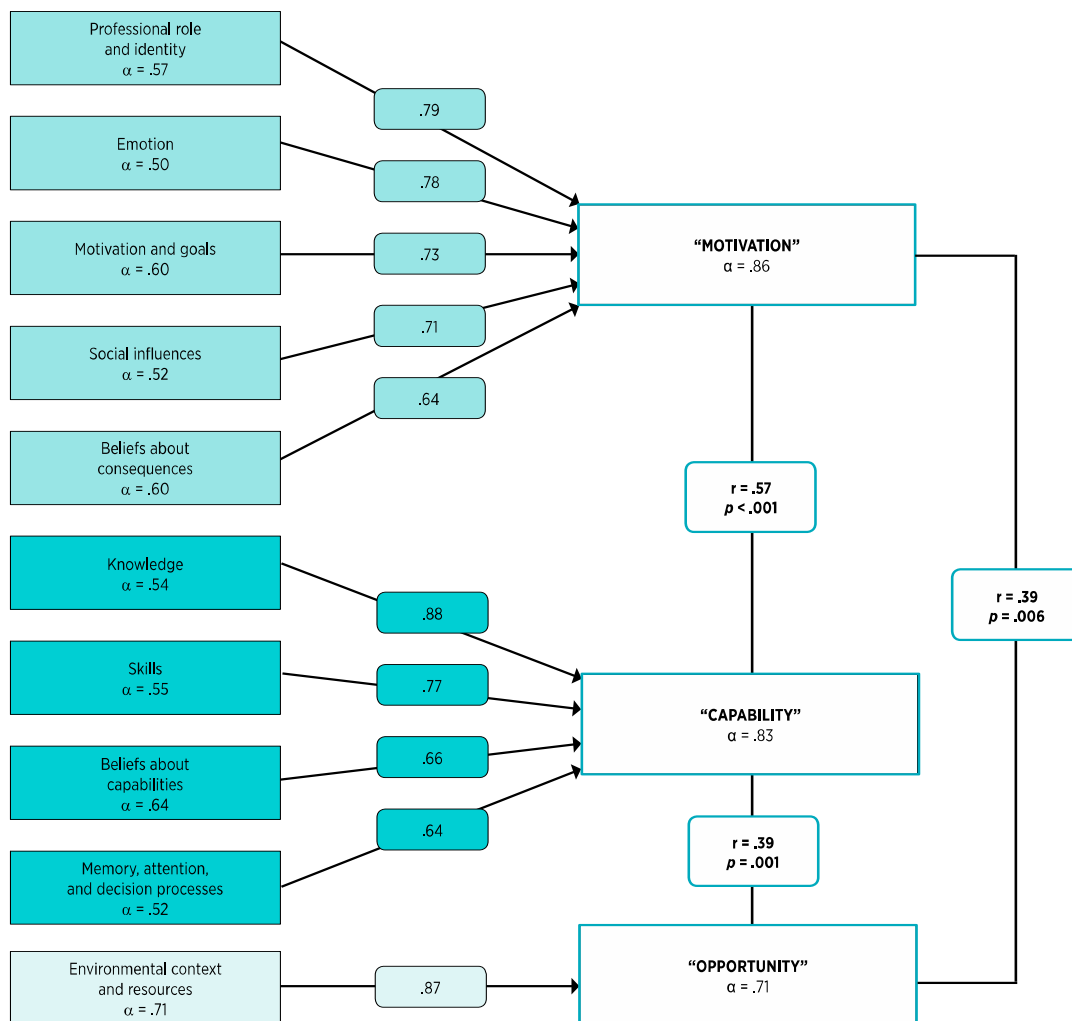 Professional role
and identity
α = .57
.79
Emotion
α = .50
.78
Motivation and goals
α = .60
.73
Social influences
α = .52
.71
Beliefs about
consequences
α = .60
.64
"MOTIVATION"
α = .86
r = .57
p < .001
r = .39
p = .006
Knowledge
α = .54
.88
Skills
α = .55
.77
Beliefs about
capabilities
α = .64
.66
Memory, attention,
and decision processes
α = .52
.64
"CAPABILITY"
α = .83
r = .39
p = .001
Environmental context
and resources
α = .71
.87
"OPPORTUNITY"
α = .71